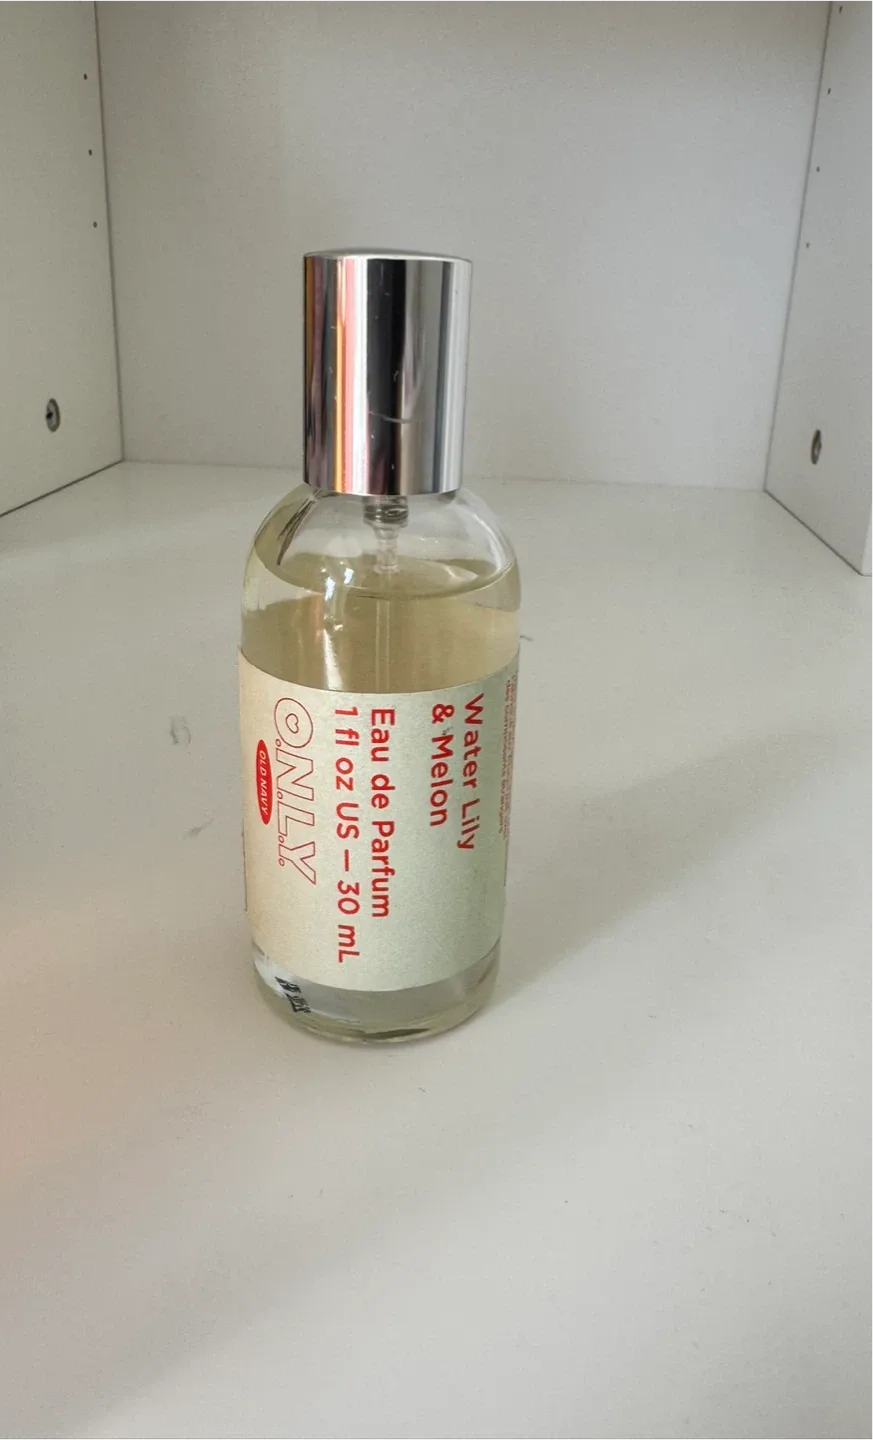 Water Lily
& Melon
Eau de Parfum
1 fl oz US — 30 mL
O.N.L.Y.
OLD NAVY